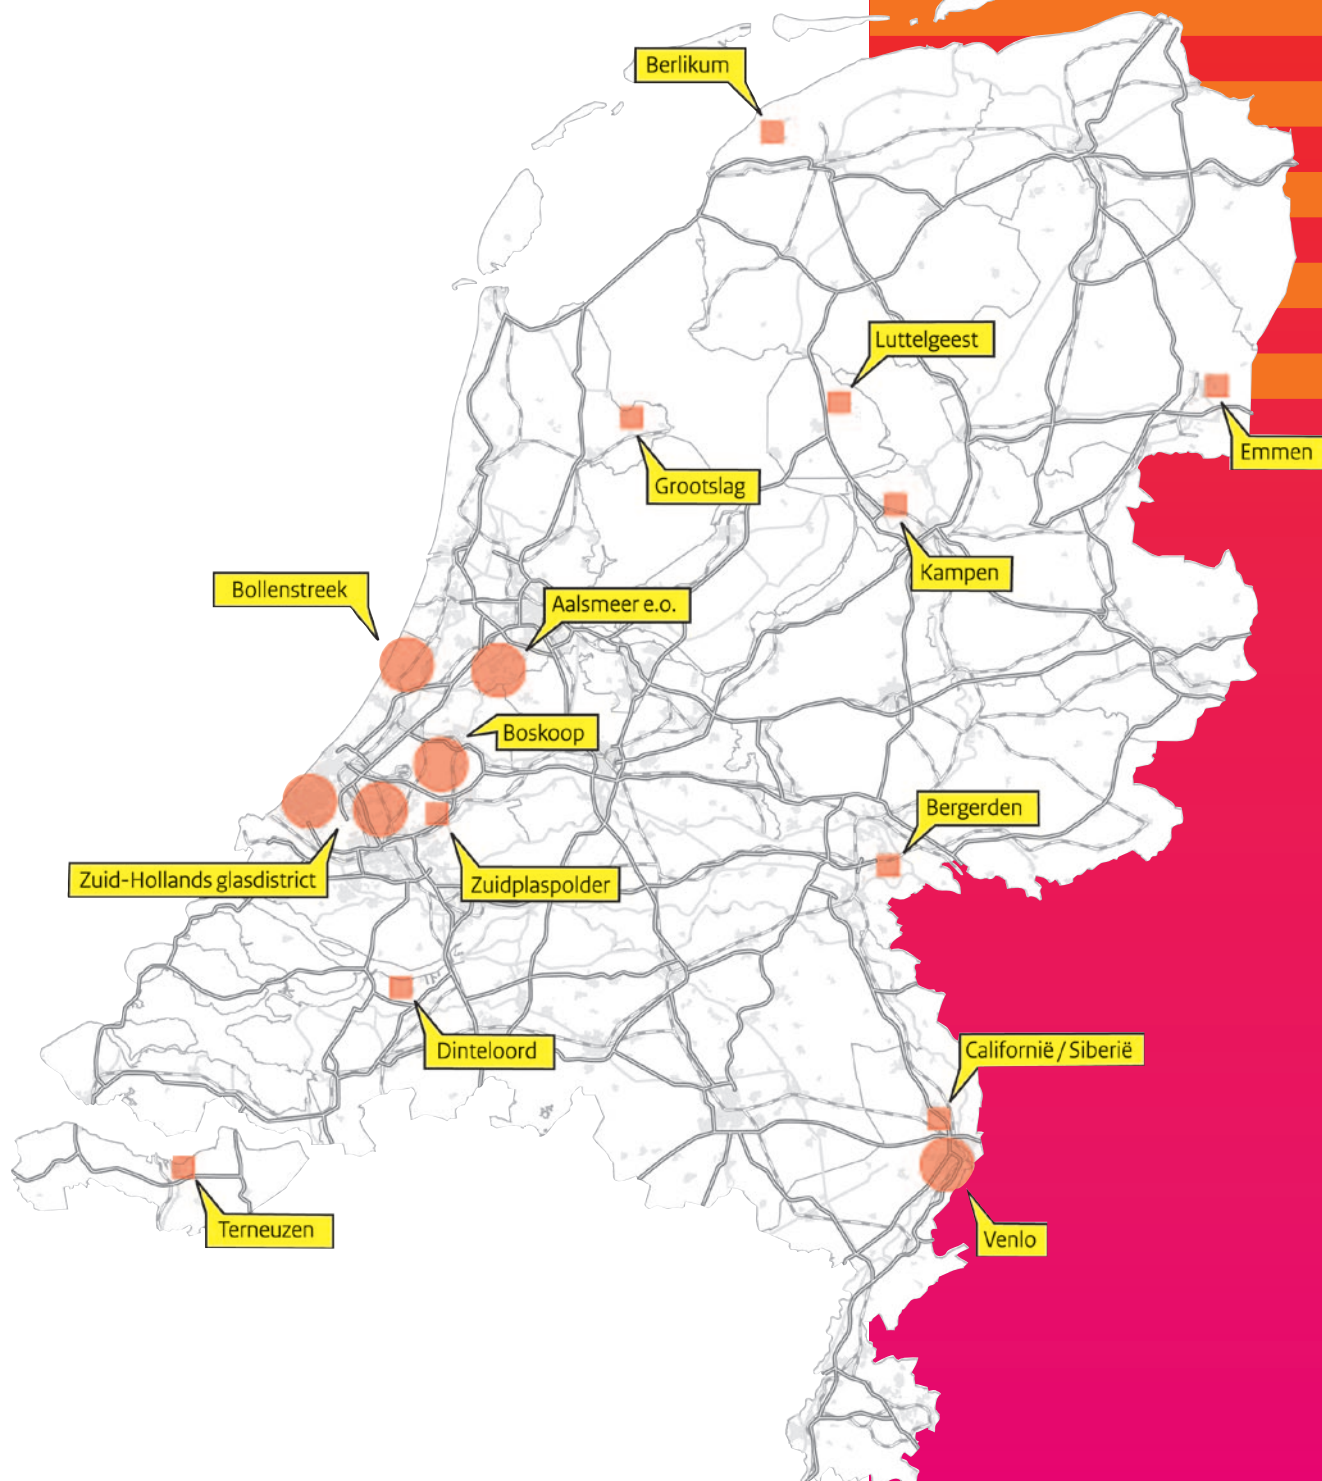 Berlikum
Luttelgeest
Emmen
Grootslag
Kampen
Bollenstreek
Aalsmeer e.o.
Boskoop
Bergerden
Zuid-Hollands glasdistrict
Zuidplaspolder
Dinteloord
Californië / Siberië
Terneuzen
Venlo